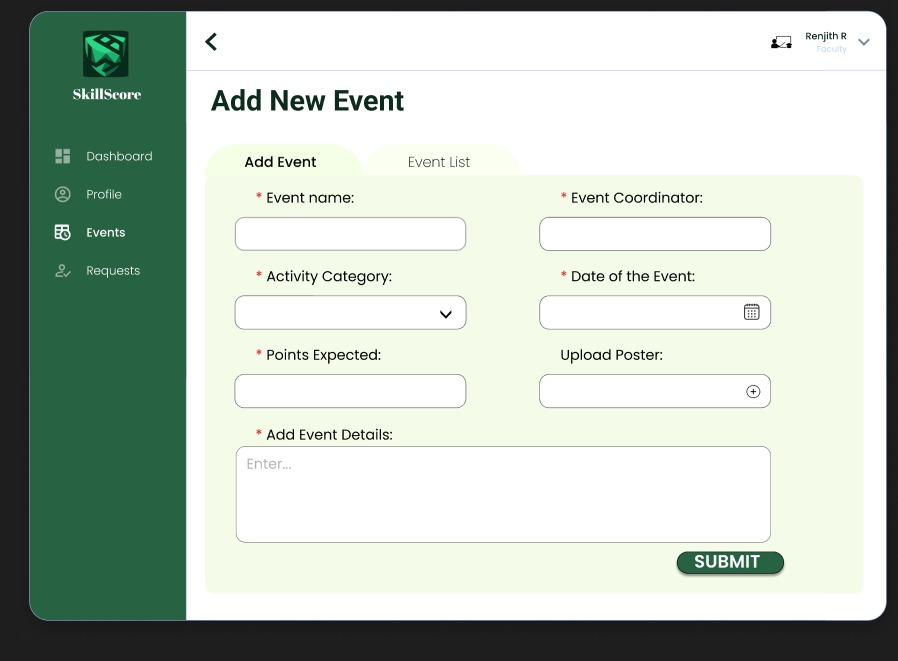 SkillScore
Dashboard
Profile
Events
Requests
Renjith R
Faculty
Add New Event
Add Event
Event List
* Event name:
* Event Coordinator:
* Activity Category:
* Date of the Event:
* Points Expected:
Upload Poster:
* Add Event Details:
Enter...
SUBMIT